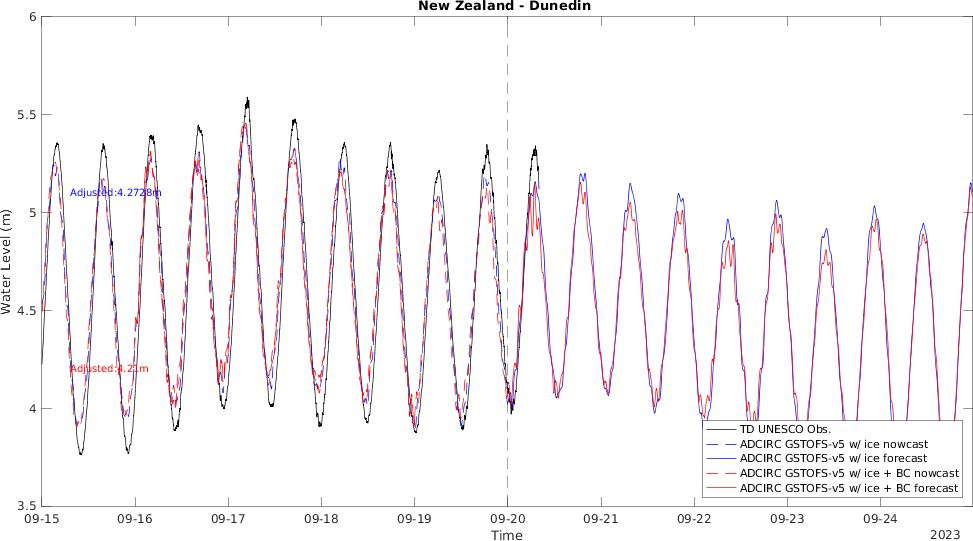 New Zealand - Dunedin
6
5.5
5
4.5
4
3.5
Water Level (m)
Adjusted:4.2728m
Adjusted:4.21m
TD UNESCO Obs.
ADCIRC GSTOFS-v5 w/ ice nowcast
ADCIRC GSTOFS-v5 w/ ice forecast
ADCIRC GSTOFS-v5 w/ ice + BC nowcast
ADCIRC GSTOFS-v5 w/ ice + BC forecast
09-15 09-16 09-17 09-18 09-19 09-20 09-21 09-22 09-23 09-24
Time
2023